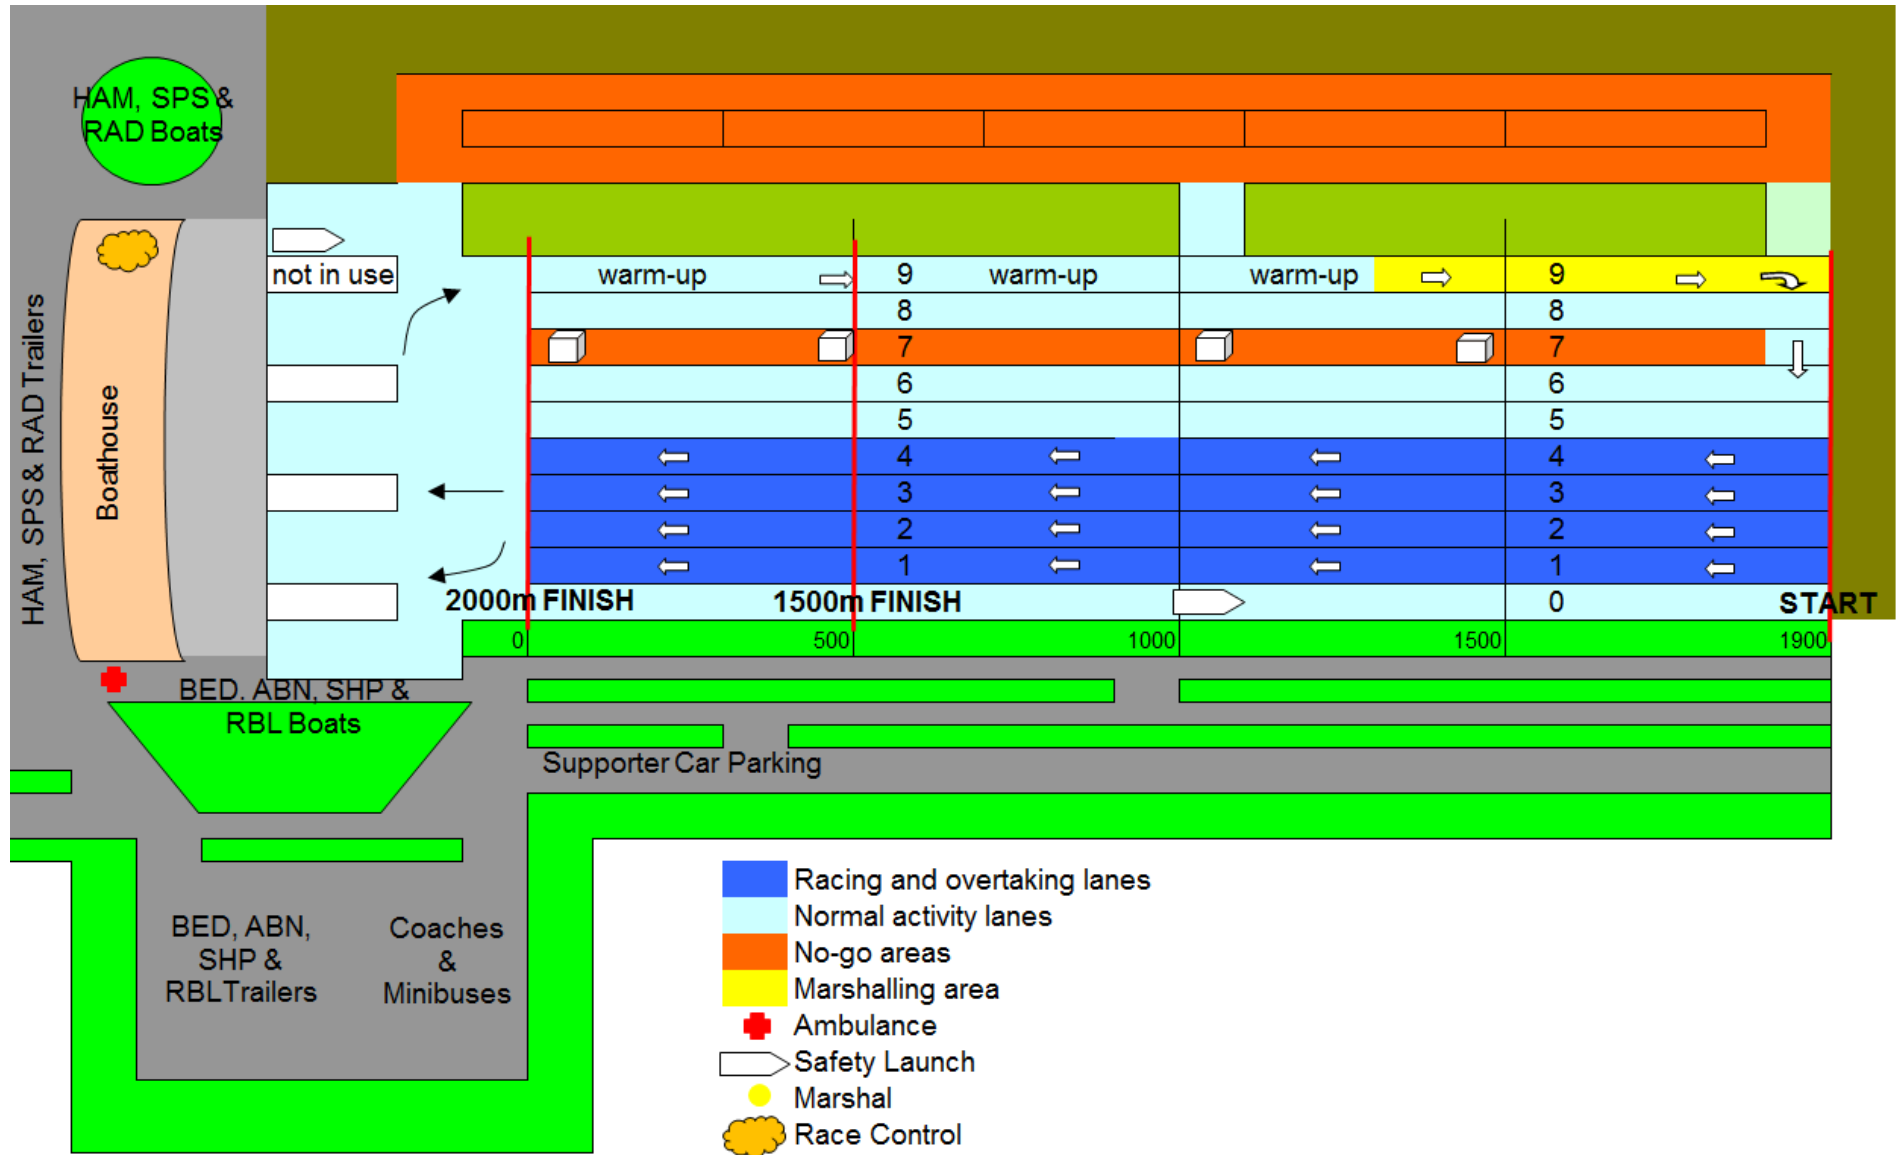 HAM, SPS &
RAD Boats
not in use
warm-up
9
warm-up
warm-up
9
8
8
7
7
6
6
5
5
4
4
3
3
2
2
1
1
2000m FINISH
1500m FINISH
0
START
0
500
1000
1500
1900
HAM, SPS & RAD Trailers
Boathouse
BED. ABN, SHP &
RBL Boats
Supporter Car Parking
BED, ABN,
SHP &
RBL Trailers
Coaches
&
Minibuses
Racing and overtaking lanes
Normal activity lanes
No-go areas
Marshalling area
Ambulance
Safety Launch
Marshal
Race Control